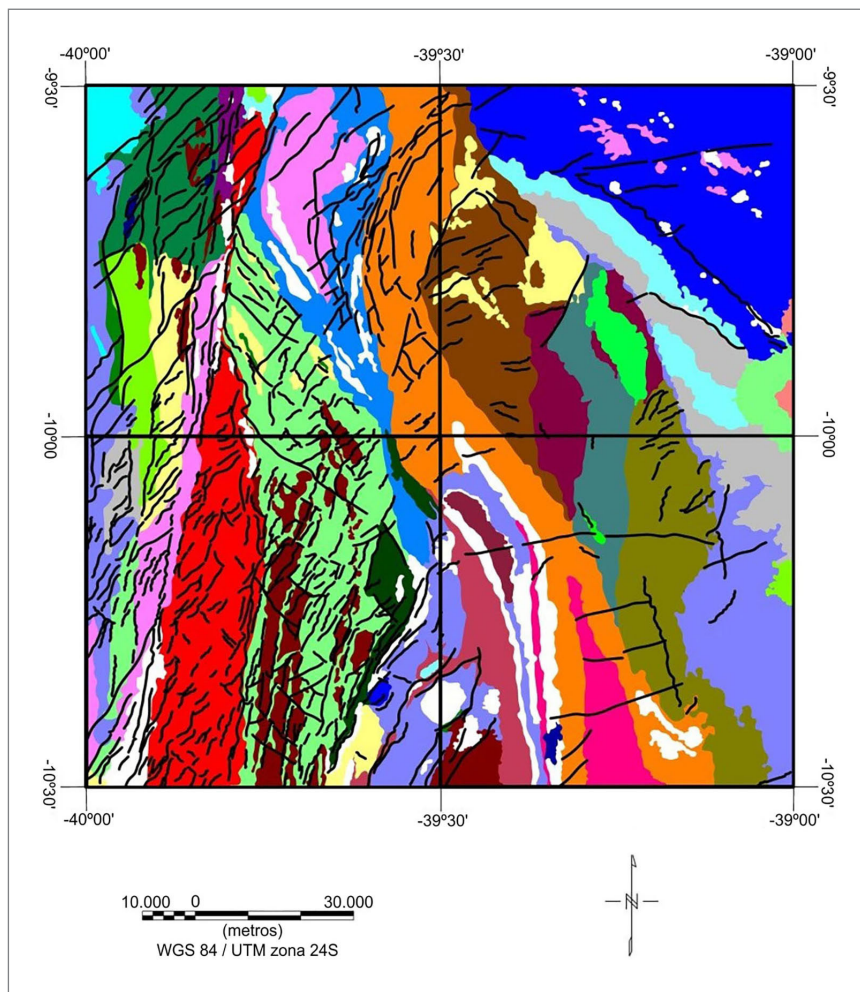 -40º00' -39º30' -39º00'
-9º30' -9º30'
-10º00' -10º00'
-10º30' -10º30'
-40º00' -39º30' -39º00'
10.000 0 30.000
(metros)
WGS 84 / UTM zona 24S
N